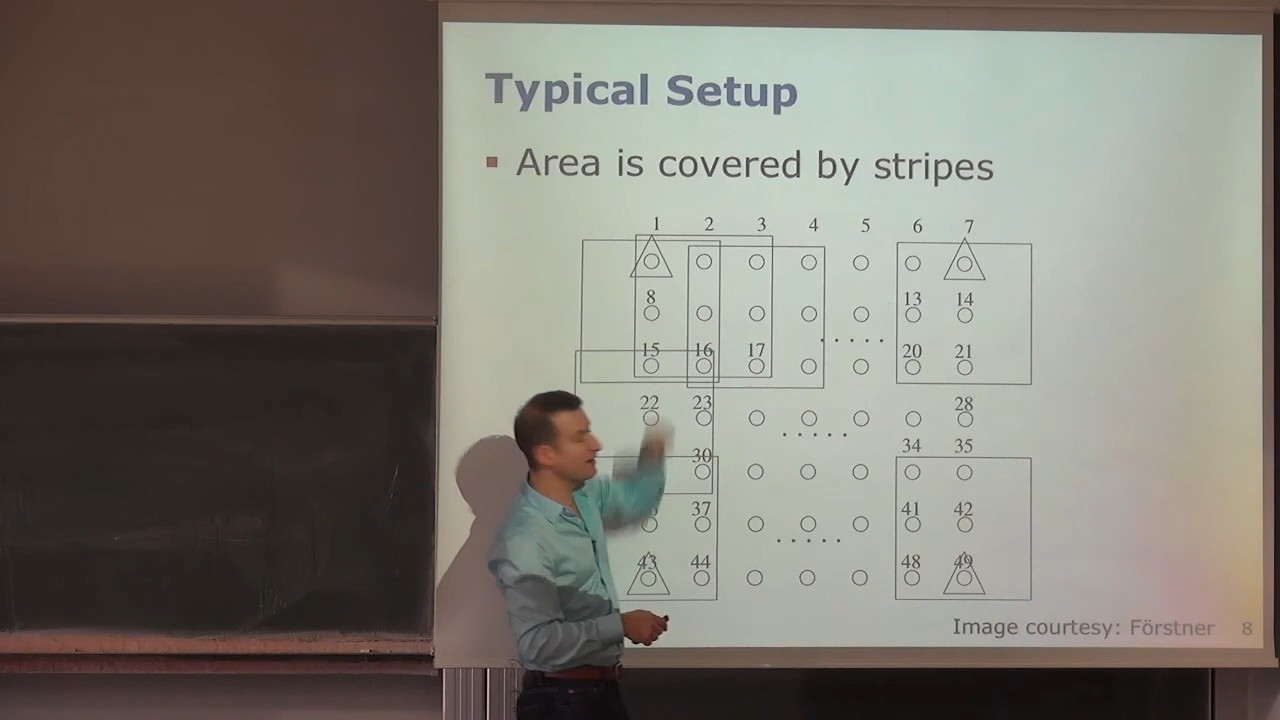 Typical Setup
Area is covered by stripes
1 2 3 4 5 6 7
8 13 14
15 16 17 20 21
22 23 28
30 34 35
37 41 42
43 44 48 49
Image courtesy: Förstner 8